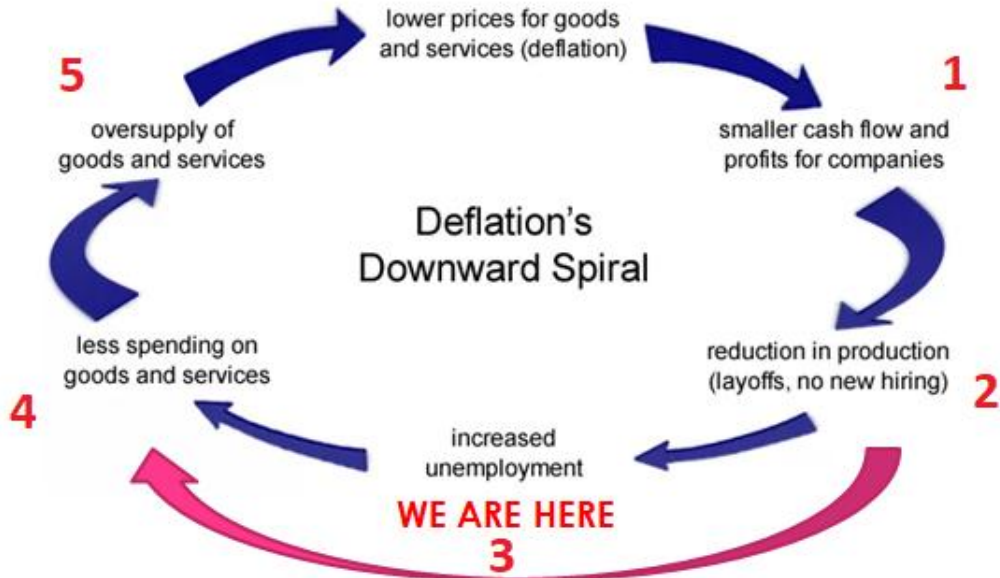 lower prices for goods
and services (deflation)
1
smaller cash flow and
profits for companies
reduction in production
(layoffs, no new hiring)
2
increased
unemployment
WE ARE HERE
3
less spending on
goods and services
4
5
oversupply of
goods and services
Deflation's
Downward Spiral